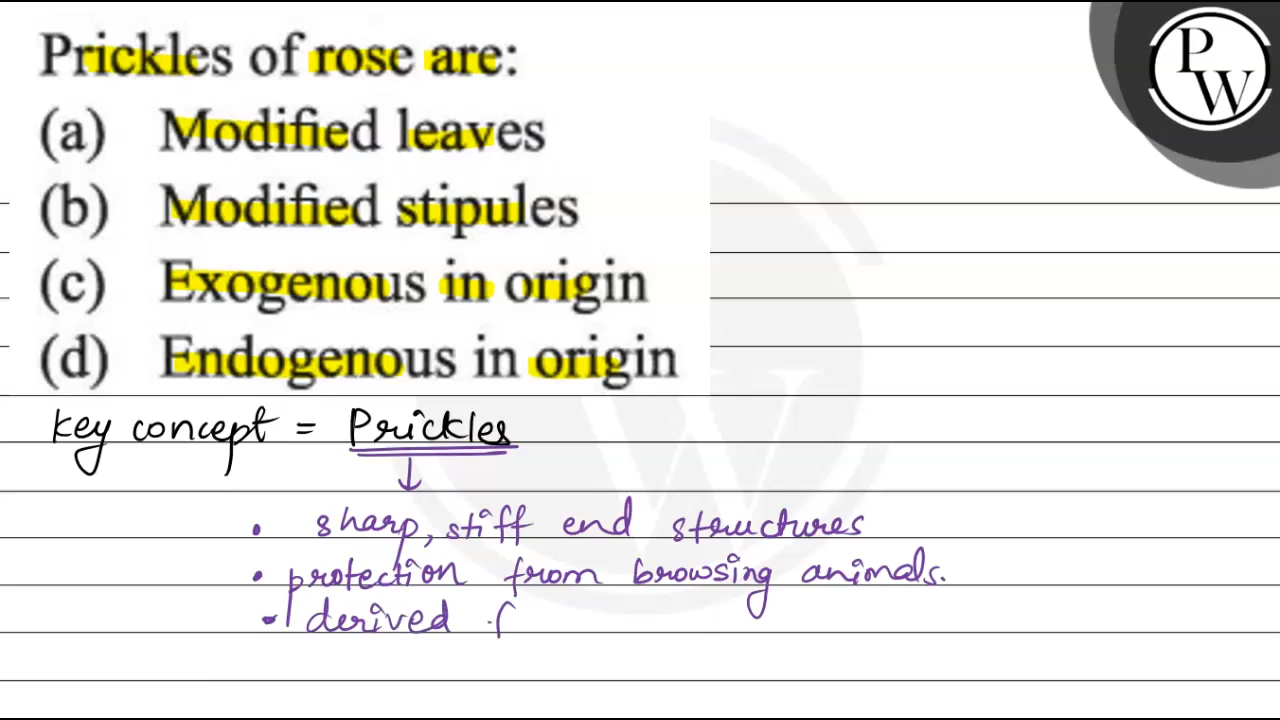 Prickles of rose are:
(a) Modified leaves
(b) Modified stipules
(c) Exogenous in origin
(d) Endogenous in origin
key concept = Prickles
• sharp, stiff end structures
• protection from browsing animals.
• derived
PW